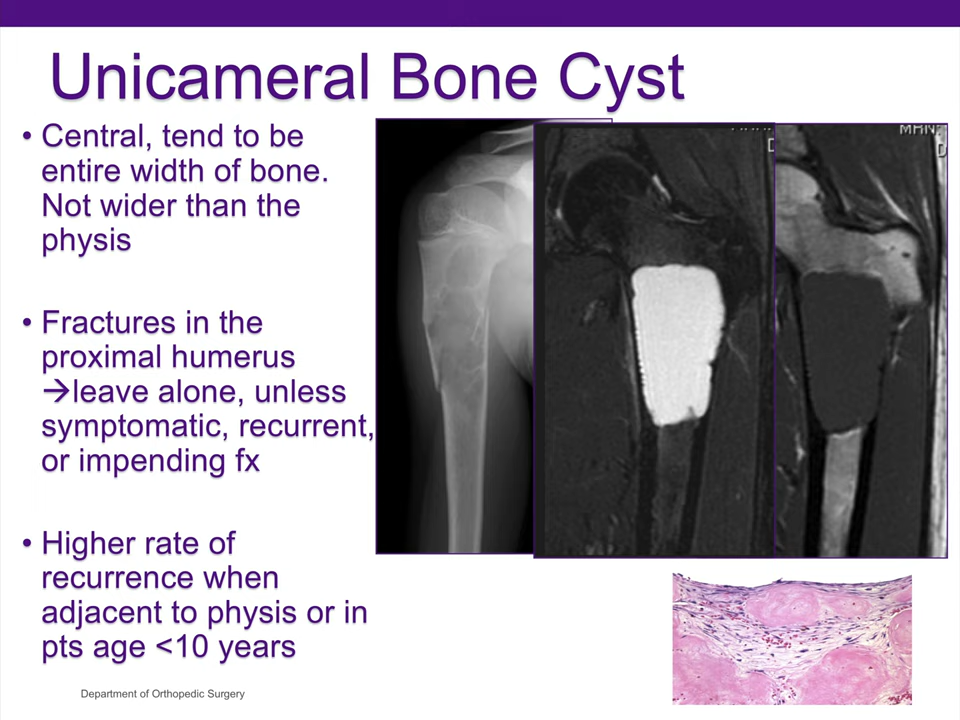 Unicameral Bone Cyst
• Central, tend to be
entire width of bone.
Not wider than the
physis
• Fractures in the
proximal humerus
→leave alone, unless
symptomatic, recurrent,
or impending fx
• Higher rate of
recurrence when
adjacent to physis or in
pts age <10 years
D
D
Department of Orthopedic Surgery